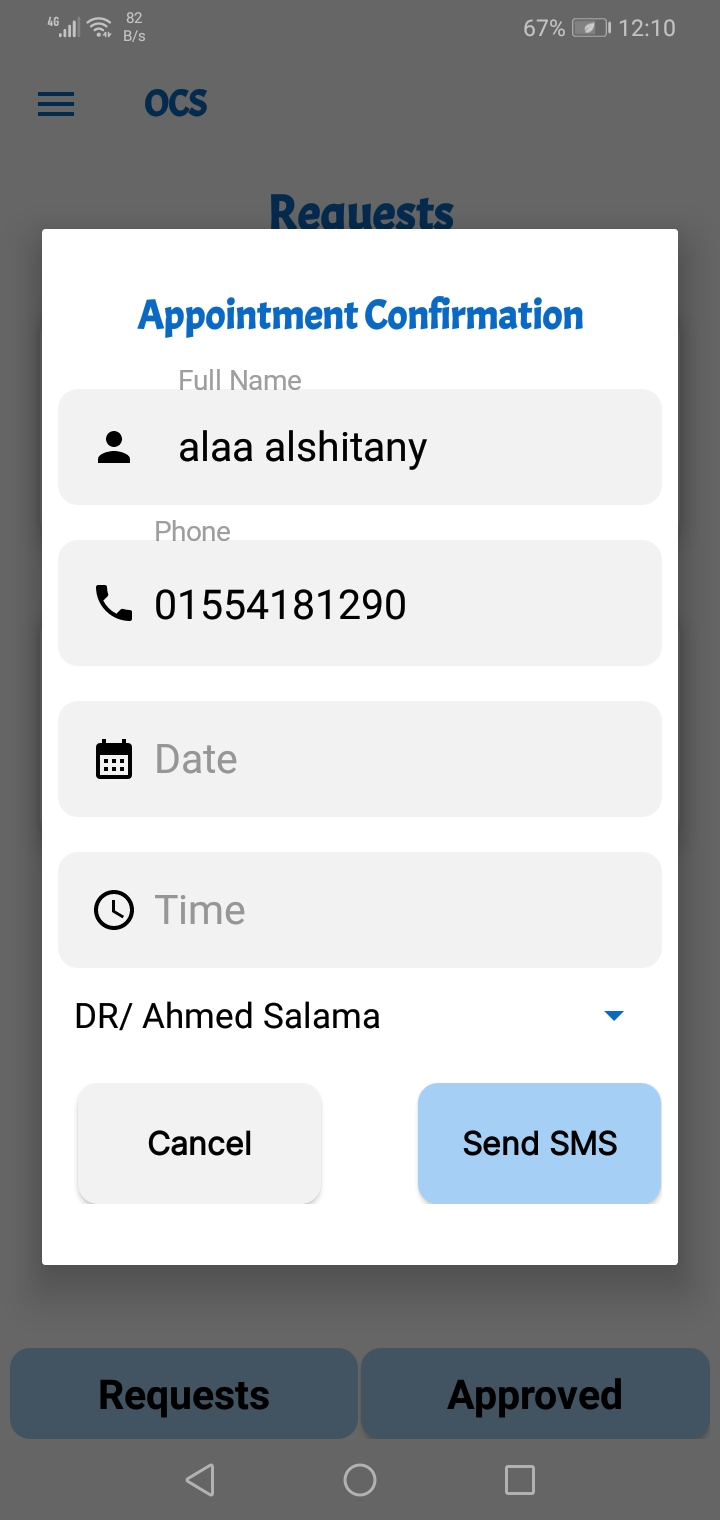 4G 82 B/s 67% 12:10
OCS
Requests
Appointment Confirmation
Full Name
alaa alshitany
Phone
01554181290
Date
Time
DR/ Ahmed Salama
Cancel Send SMS
Requests Approved